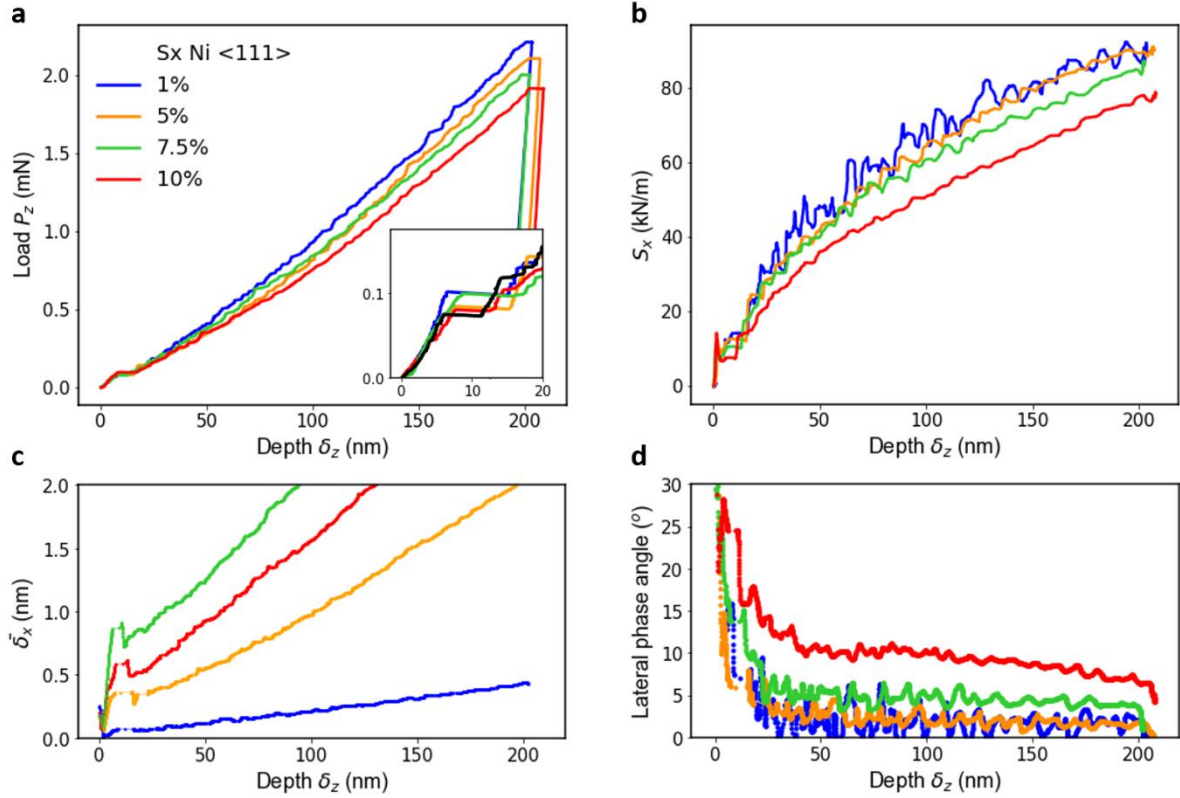 a
Load P_z (mN)
2.0
1.5
1.0
0.5
0.0
Sx Ni <111>
1%
5%
7.5%
10%
0.1
0.0
0 10 20
0 50 100 150 200
Depth δ_z (nm)
b
S_x (kN/m)
80
60
40
20
0
0 50 100 150 200
Depth δ_z (nm)
c
δ̄_x (nm)
2.0
1.5
1.0
0.5
0.0
0 50 100 150 200
Depth δ_z (nm)
d
Lateral phase angle (°)
30
25
20
15
10
5
0
0 50 100 150 200
Depth δ_z (nm)